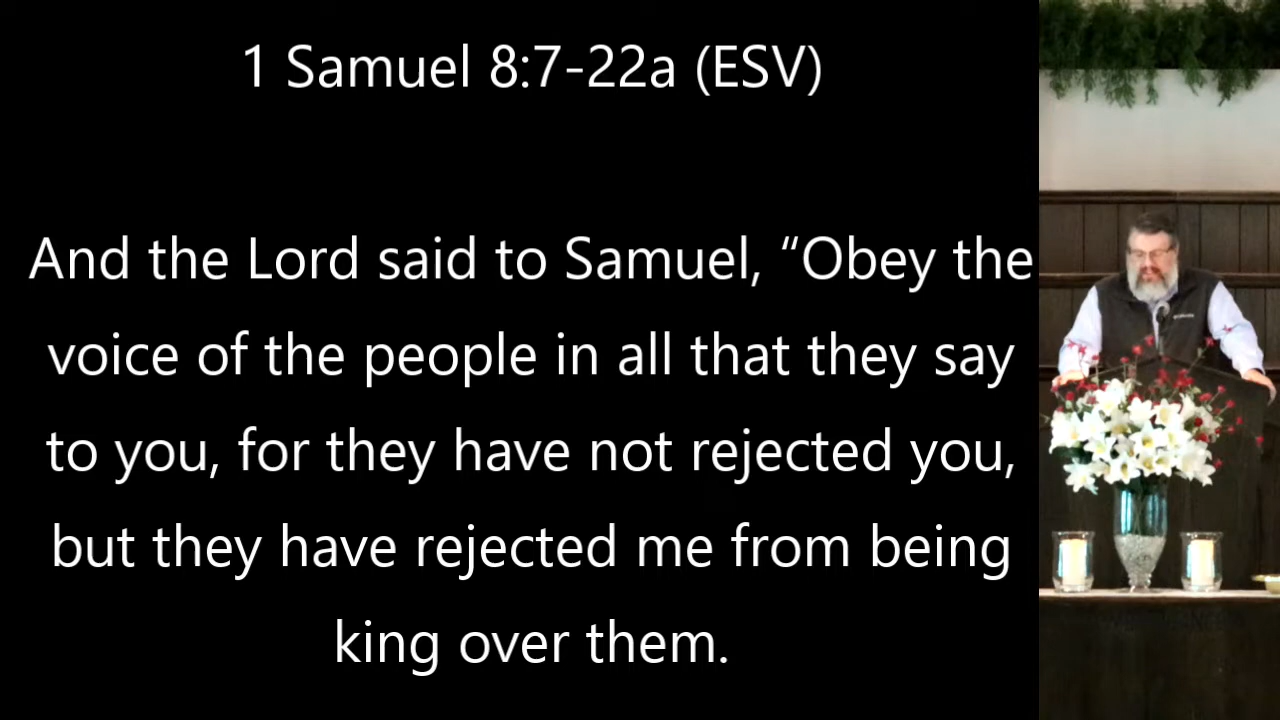 1 Samuel 8:7-22a (ESV)
And the Lord said to Samuel, “Obey the
voice of the people in all that they say
to you, for they have not rejected you,
but they have rejected me from being
king over them.